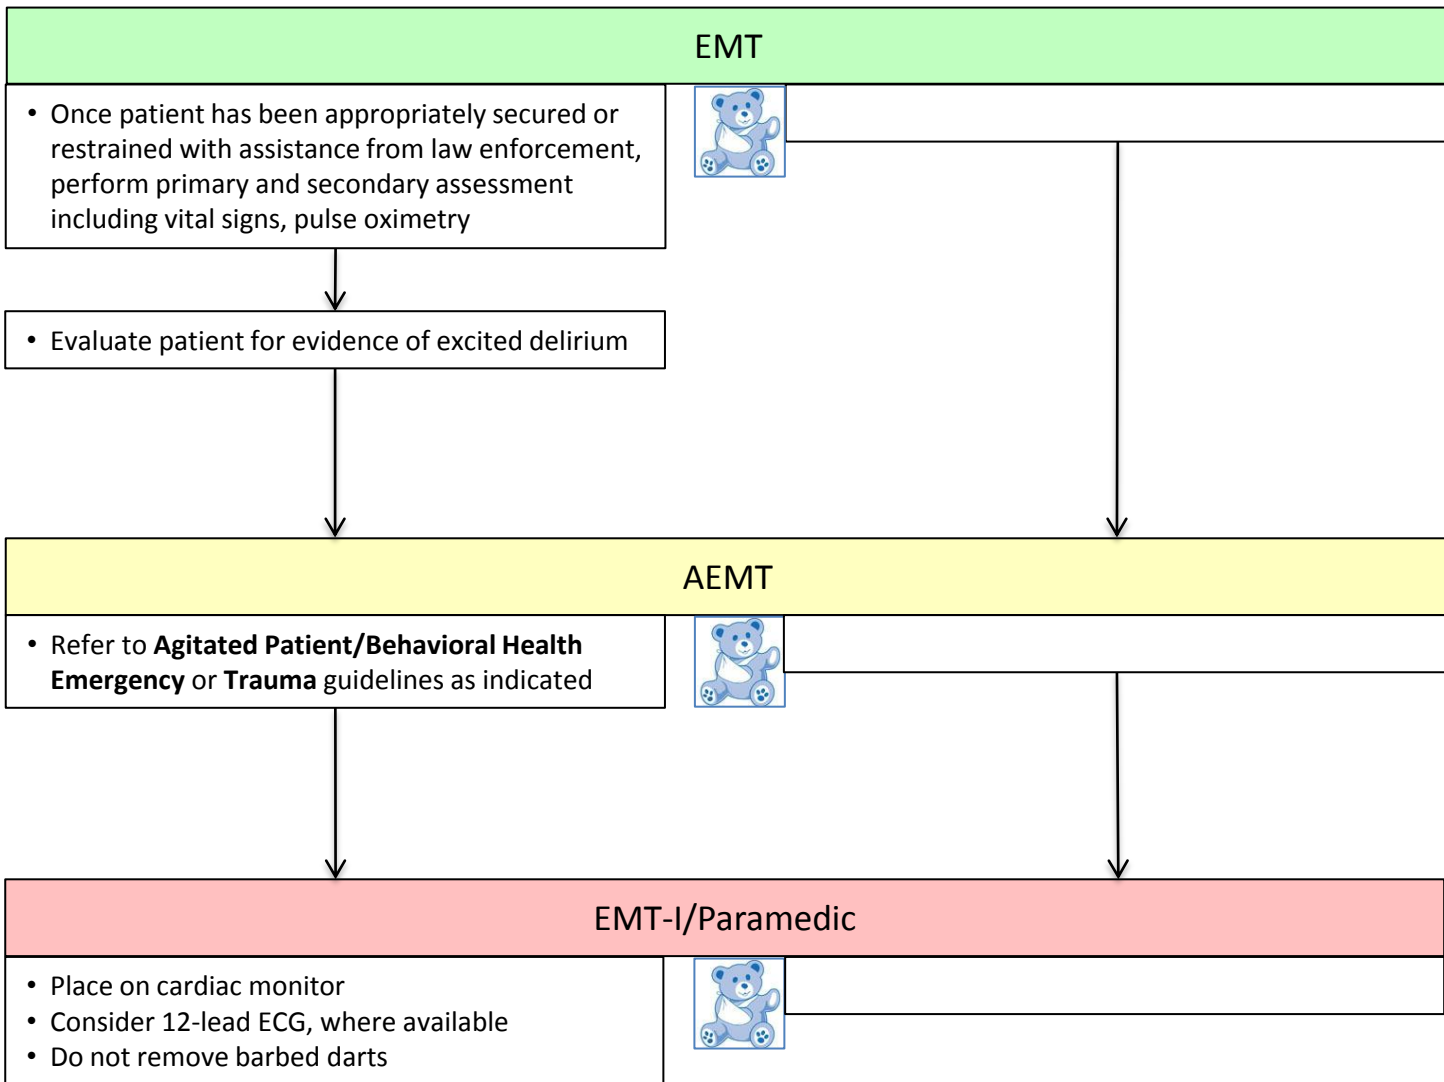 EMT
• Once patient has been appropriately secured or
restrained with assistance from law enforcement,
perform primary and secondary assessment
including vital signs, pulse oximetry
• Evaluate patient for evidence of excited delirium
AEMT
• Refer to Agitated Patient/Behavioral Health
Emergency or Trauma guidelines as indicated
EMT-I/Paramedic
• Place on cardiac monitor
• Consider 12-lead ECG, where available
• Do not remove barbed darts